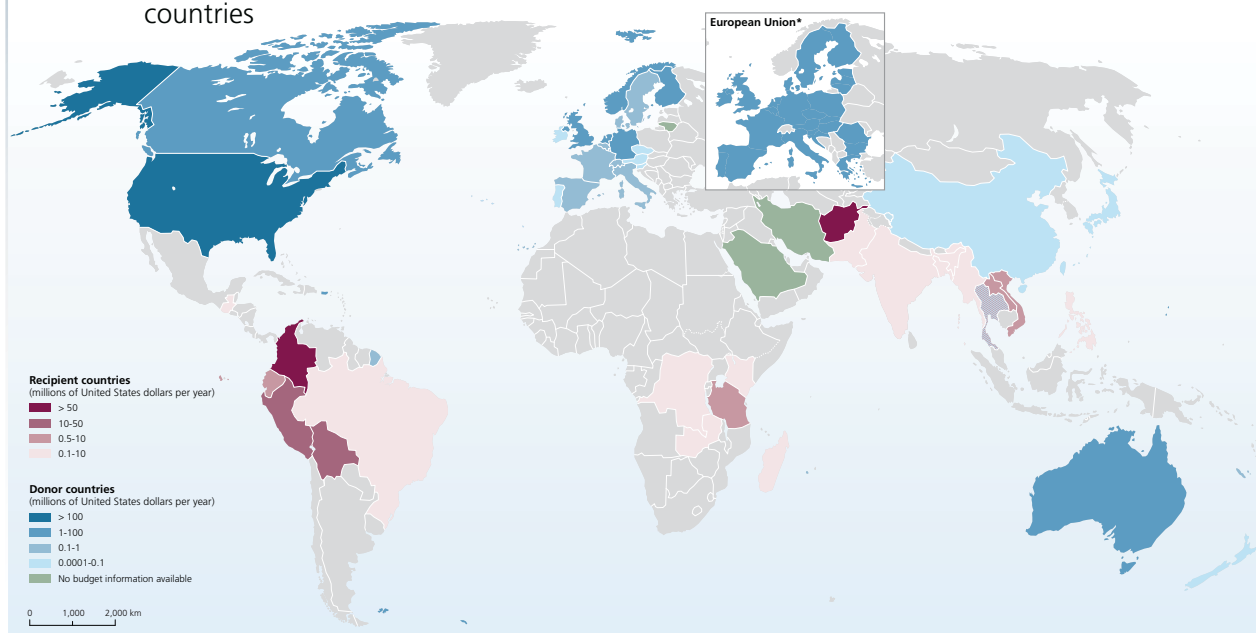 countries
European Union*
Recipient countries
(millions of United States dollars per year)
> 50
10-50
0.5-10
0.1-10
Donor countries
(millions of United States dollars per year)
> 100
1-100
0.1-1
0.0001-0.1
No budget information available
0 1,000 2,000 km